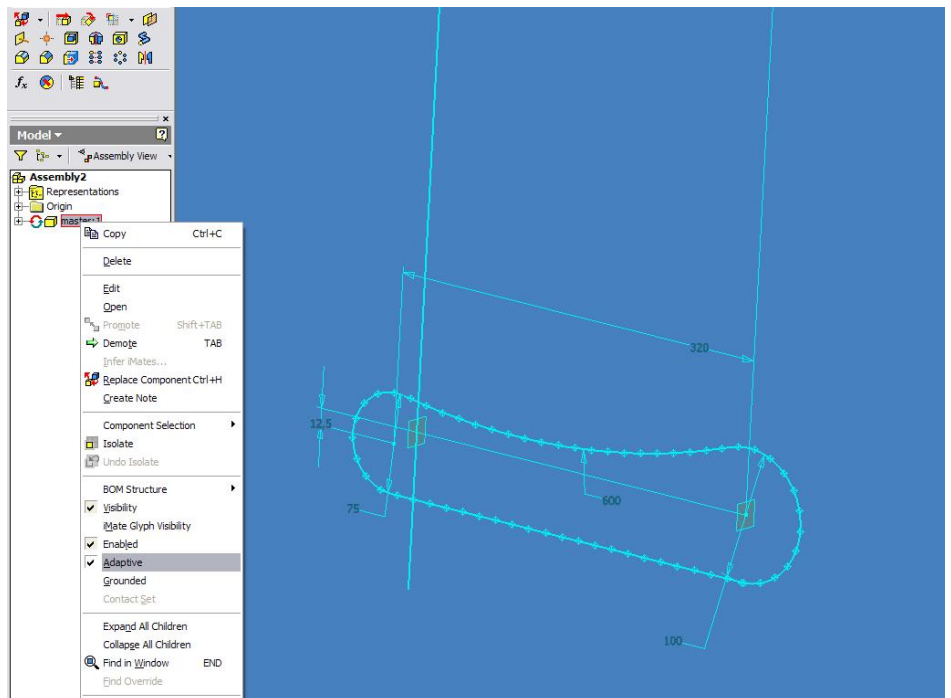 fx
Model
Assembly View
Assembly2
Representations
Origin
master:1
Copy Ctrl+C
Delete
Edit
Open
Promote Shift+TAB
Demote TAB
Infer iMates...
Replace Component Ctrl+H
Create Note
Component Selection
Isolate
Undo Isolate
BOM Structure
Visibility
iMate Glyph Visibility
Enabled
Adaptive
Grounded
Contact Set
Expand All Children
Collapse All Children
Find in Window END
Find Override
320
12.5
600
75
100